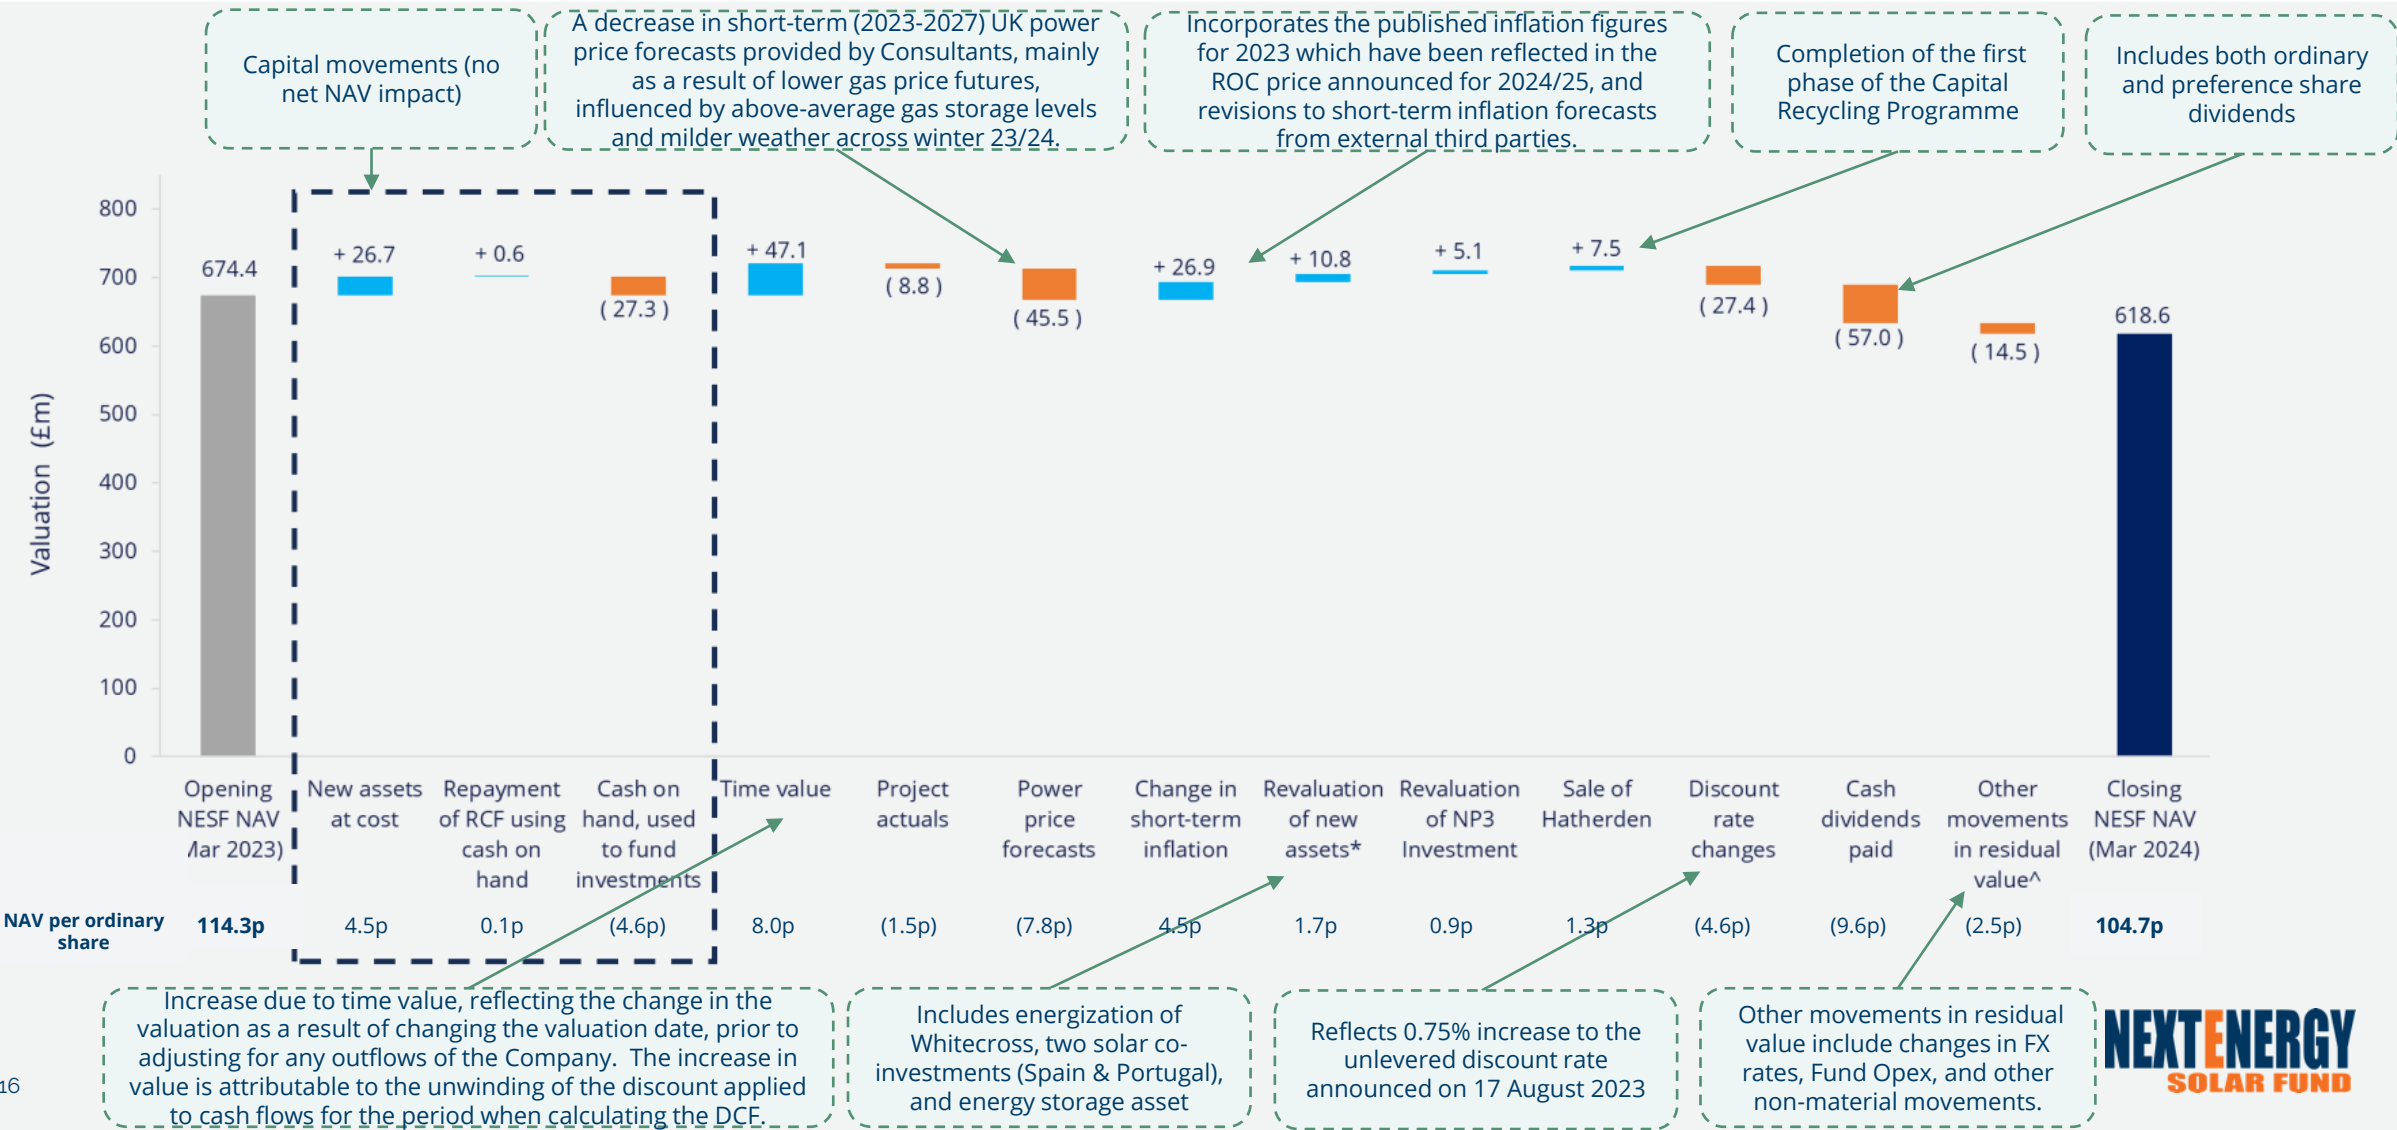 Capital movements (no
net NAV impact)
A decrease in short-term (2023-2027) UK power
price forecasts provided by Consultants, mainly
as a result of lower gas price futures,
influenced by above-average gas storage levels
and milder weather across winter 23/24.
Incorporates the published inflation figures
for 2023 which have been reflected in the
ROC price announced for 2024/25, and
revisions to short-term inflation forecasts
from external third parties.
Completion of the first
phase of the Capital
Recycling Programme
Includes both ordinary
and preference share
dividends
Valuation (£m)
800
700
600
500
400
300
200
100
0
674.4
+ 26.7
+ 0.6
( 27.3 )
+ 47.1
( 8.8 )
( 45.5 )
+ 26.9
+ 10.8
+ 5.1
+ 7.5
( 27.4 )
( 57.0 )
( 14.5 )
618.6
Opening
NESF NAV
Mar 2023)
New assets
at cost
Repayment
of RCF using
cash on
hand
Cash on
hand, used
to fund
investments
Time value
Project
actuals
Power
price
forecasts
Change in
short-term
inflation
Revaluation
of new
assets*
Revaluation
of NP3
Investment
Sale of
Hatherden
Discount
rate
changes
Cash
dividends
paid
Other
movements
in residual
value^
Closing
NESF NAV
(Mar 2024)
NAV per ordinary
share
114.3p
4.5p
0.1p
(4.6p)
8.0p
(1.5p)
(7.8p)
4.5p
1.7p
0.9p
1.3p
(4.6p)
(9.6p)
(2.5p)
104.7p
Increase due to time value, reflecting the change in the
valuation as a result of changing the valuation date, prior to
adjusting for any outflows of the Company. The increase in
value is attributable to the unwinding of the discount applied
to cash flows for the period when calculating the DCF.
Includes energization of
Whitecross, two solar co-
investments (Spain & Portugal),
and energy storage asset
Reflects 0.75% increase to the
unlevered discount rate
announced on 17 August 2023
Other movements in residual
value include changes in FX
rates, Fund Opex, and other
non-material movements.
NEXTENERGY
SOLAR FUND
16